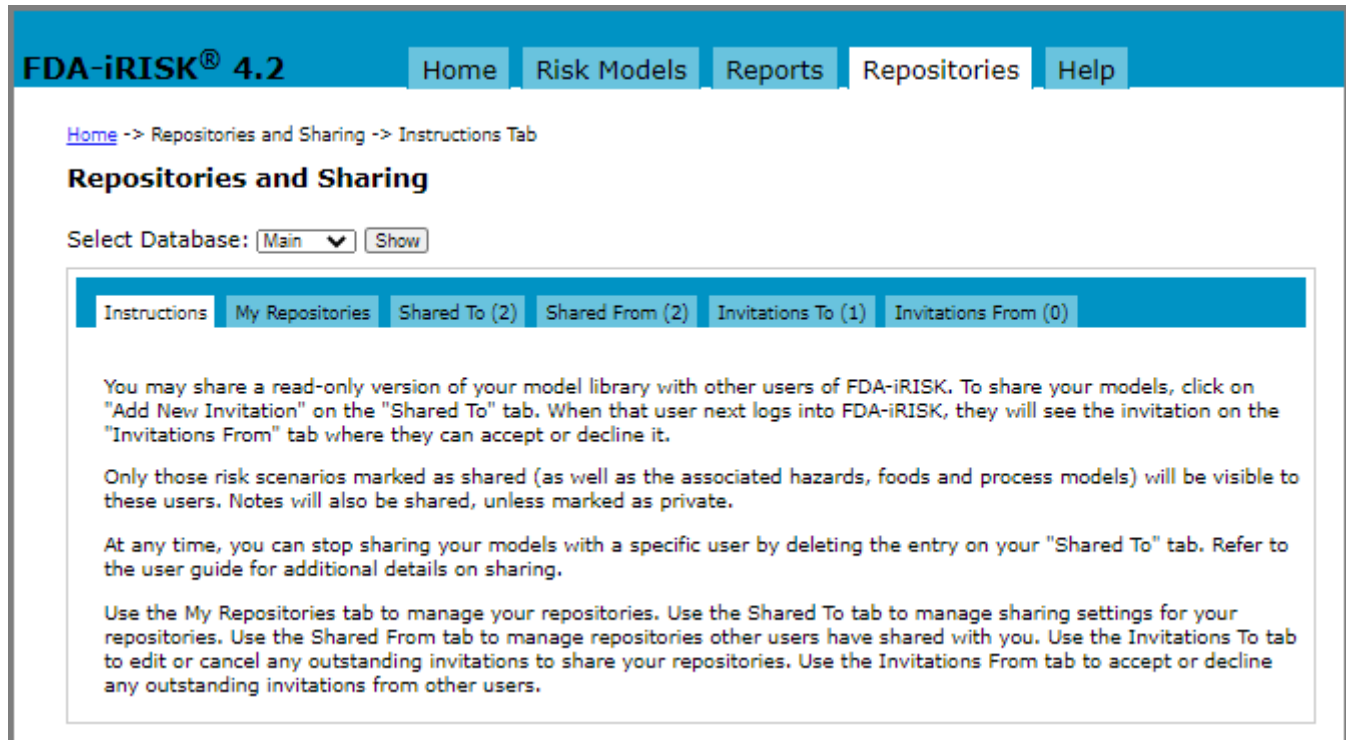 FDA-iRISK® 4.2 Home Risk Models Reports Repositories Help
Home -> Repositories and Sharing -> Instructions Tab
Repositories and Sharing
Select Database: Main Show
Instructions My Repositories Shared To (2) Shared From (2) Invitations To (1) Invitations From (0)
You may share a read-only version of your model library with other users of FDA-iRISK. To share your models, click on
"Add New Invitation" on the "Shared To" tab. When that user next logs into FDA-iRISK, they will see the invitation on the
"Invitations From" tab where they can accept or decline it.
Only those risk scenarios marked as shared (as well as the associated hazards, foods and process models) will be visible to
these users. Notes will also be shared, unless marked as private.
At any time, you can stop sharing your models with a specific user by deleting the entry on your "Shared To" tab. Refer to
the user guide for additional details on sharing.
Use the My Repositories tab to manage your repositories. Use the Shared To tab to manage sharing settings for your
repositories. Use the Shared From tab to manage repositories other users have shared with you. Use the Invitations To tab
to edit or cancel any outstanding invitations to share your repositories. Use the Invitations From tab to accept or decline
any outstanding invitations from other users.